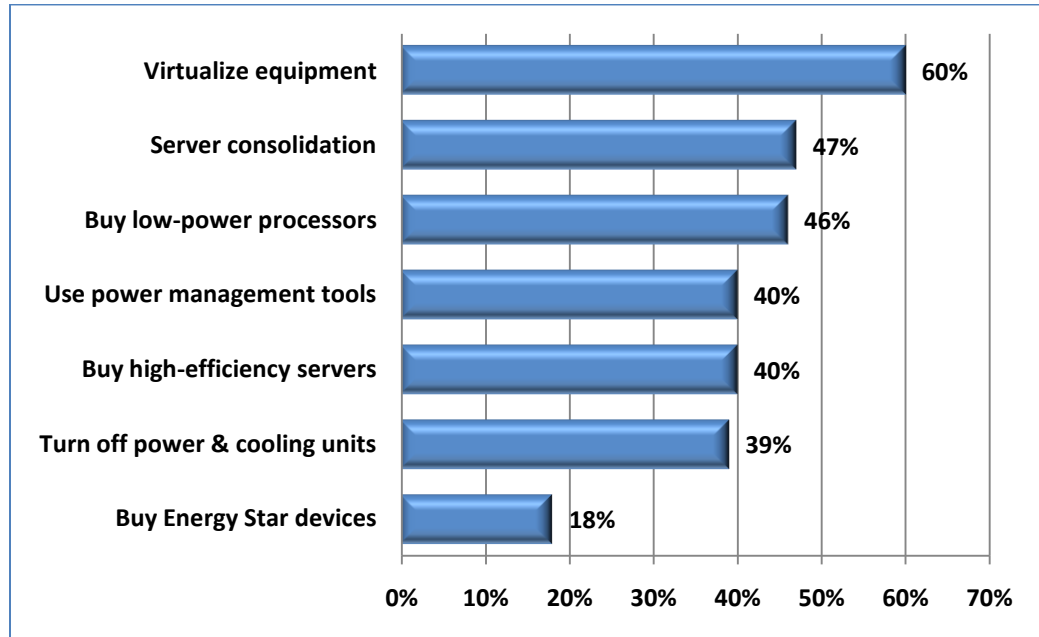 Virtualize equipment 60%
Server consolidation 47%
Buy low-power processors 46%
Use power management tools 40%
Buy high-efficiency servers 40%
Turn off power & cooling units 39%
Buy Energy Star devices 18%
0% 10% 20% 30% 40% 50% 60% 70%